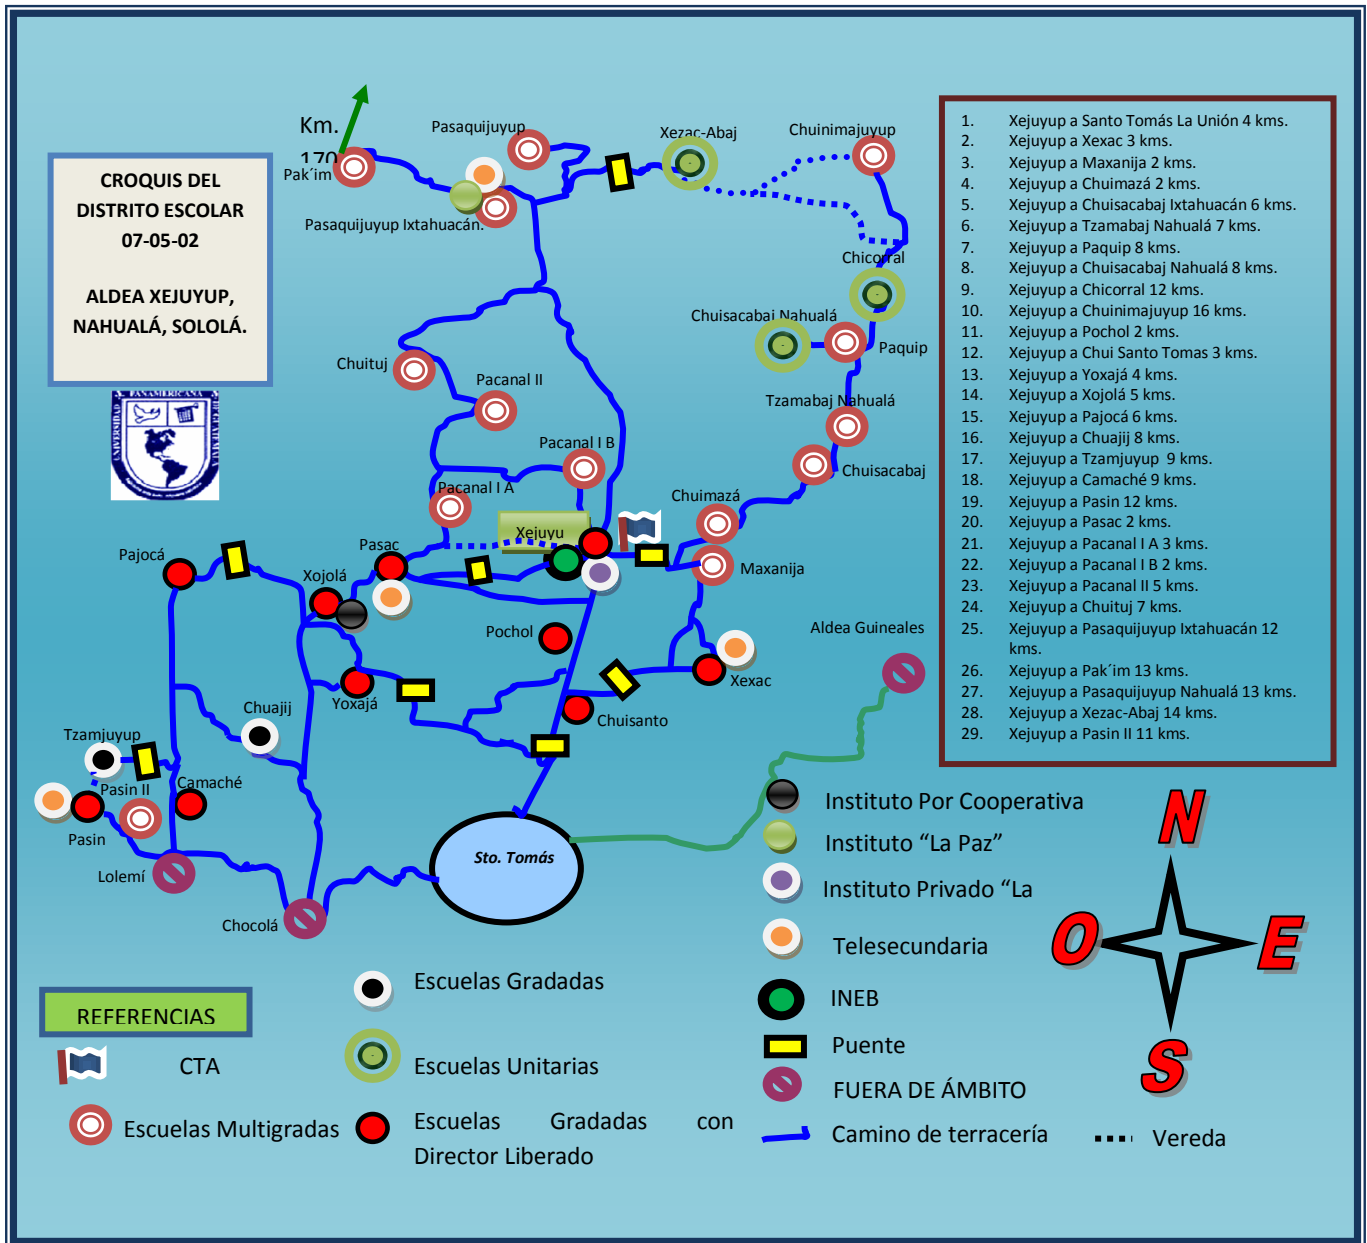 CROQUIS DEL
DISTRITO ESCOLAR
07-05-02
ALDEA XEJUYUP,
NAHUALÁ, SOLOLÁ.
Km.
170
Pak´im
Pasaquijuyup
Xezac-Abaj
Chuinimajuyup
Pasaquijuyup Ixtahuacán.
Chicorral
Chuisacabaj Nahualá
Paquip
Chuituj
Pacanal II
Tzamabaj Nahualá
Pacanal I B
Chuisacabaj
Pacanal I A
Chuimazá
Xejuyu
Pasac
Pajocá
Maxanija
Xojolá
Pochol
Aldea Guineales
Xexac
Yoxajá
Chuisanto
Chuajij
Tzamjuyup
Pasin II
Camaché
Pasin
Lolemí
Sto. Tomás
Chocolá
1. Xejuyup a Santo Tomás La Unión 4 kms.
2. Xejuyup a Xexac 3 kms.
3. Xejuyup a Maxanija 2 kms.
4. Xejuyup a Chuimazá 2 kms.
5. Xejuyup a Chuisacabaj Ixtahuacán 6 kms.
6. Xejuyup a Tzamabaj Nahualá 7 kms.
7. Xejuyup a Paquip 8 kms.
8. Xejuyup a Chuisacabaj Nahualá 8 kms.
9. Xejuyup a Chicorral 12 kms.
10. Xejuyup a Chuinimajuyup 16 kms.
11. Xejuyup a Pochol 2 kms.
12. Xejuyup a Chui Santo Tomas 3 kms.
13. Xejuyup a Yoxajá 4 kms.
14. Xejuyup a Xojolá 5 kms.
15. Xejuyup a Pajocá 6 kms.
16. Xejuyup a Chuajij 8 kms.
17. Xejuyup a Tzamjuyup 9 kms.
18. Xejuyup a Camaché 9 kms.
19. Xejuyup a Pasin 12 kms.
20. Xejuyup a Pasac 2 kms.
21. Xejuyup a Pacanal I A 3 kms.
22. Xejuyup a Pacanal I B 2 kms.
23. Xejuyup a Pacanal II 5 kms.
24. Xejuyup a Chuituj 7 kms.
25. Xejuyup a Pasaquijuyup Ixtahuacán 12
kms.
26. Xejuyup a Pak´im 13 kms.
27. Xejuyup a Pasaquijuyup Nahualá 13 kms.
28. Xejuyup a Xezac-Abaj 14 kms.
29. Xejuyup a Pasin II 11 kms.
REFERENCIAS
CTA
Escuelas Multigradas
Escuelas Gradadas
Escuelas Unitarias
Escuelas Gradadas con
Director Liberado
Instituto Por Cooperativa
Instituto “La Paz”
Instituto Privado “La
Telesecundaria
INEB
Puente
FUERA DE ÁMBITO
Camino de terracería
Vereda
N
O
E
S